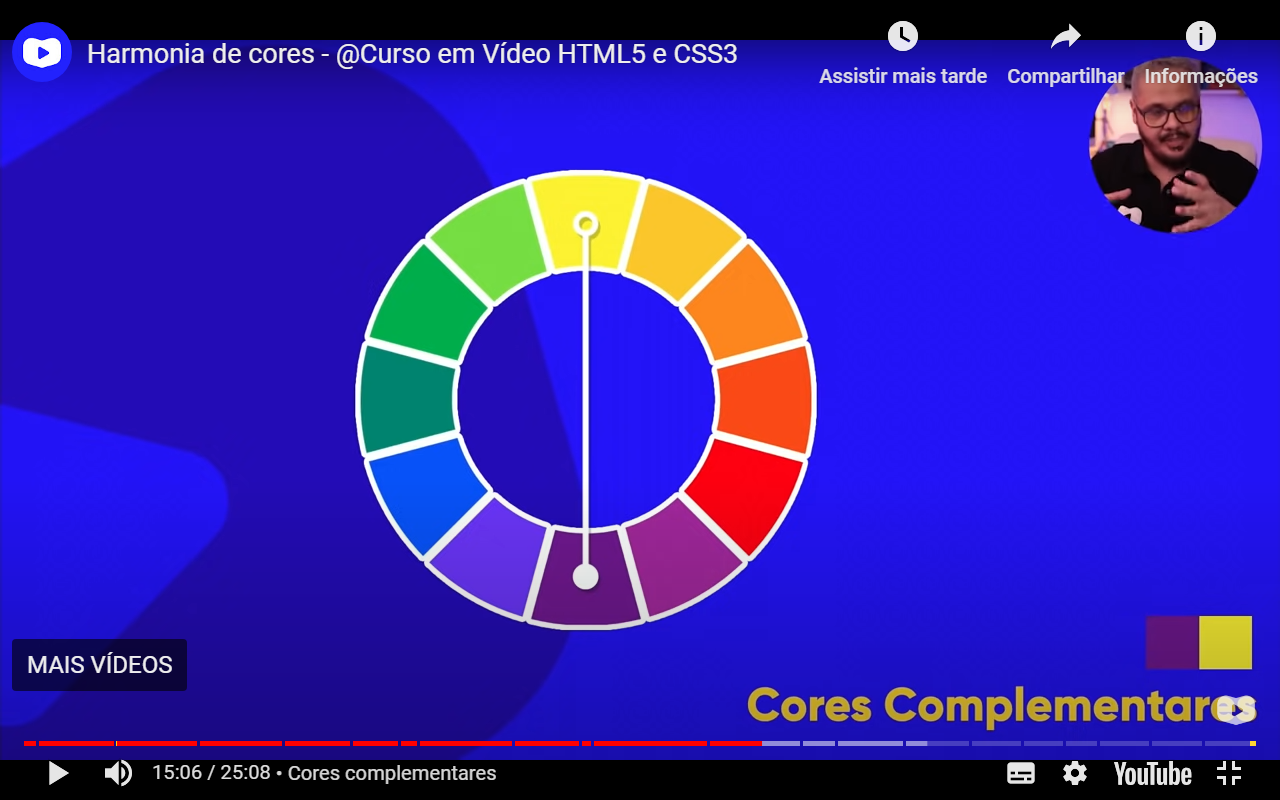 Harmonia de cores - @Curso em Vídeo HTML5 e CSS3
Assistir mais tarde
Compartilhar
Informações
MAIS VÍDEOS
Cores Complementares
15:06 / 25:08 • Cores complementares
YouTube